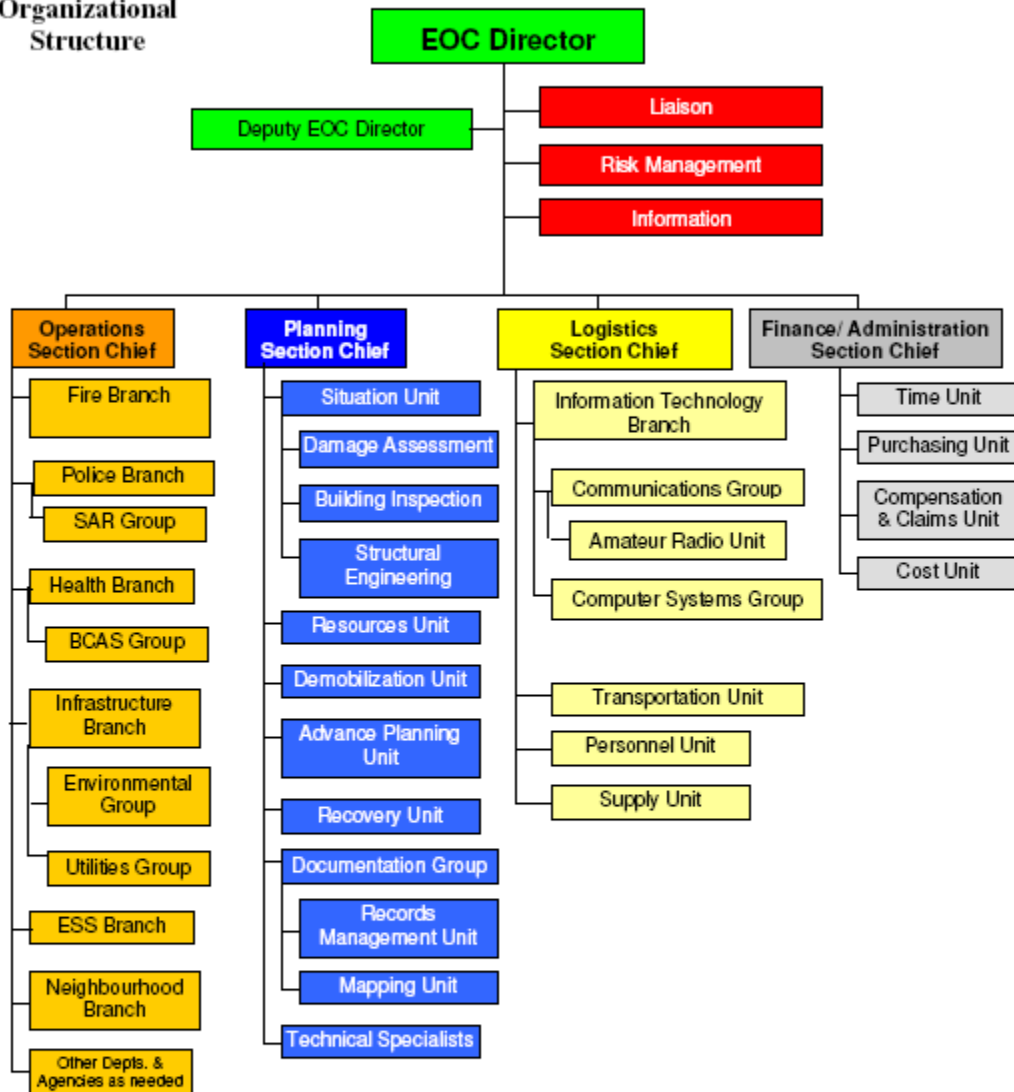 Organizational
Structure
EOC Director
Liaison
Deputy EOC Director
Risk Management
Information
Operations
Section Chief
Fire Branch
Police Branch
SAR Group
Health Branch
BCAS Group
Infrastructure
Branch
Environmental
Group
Utilities Group
ESS Branch
Neighbourhood
Branch
Other Depts. &
Agencies as needed
Planning
Section Chief
Situation Unit
Damage Assessment
Building Inspection
Structural
Engineering
Resources Unit
Demobilization Unit
Advance Planning
Unit
Recovery Unit
Documentation Group
Records
Management Unit
Mapping Unit
Technical Specialists
Logistics
Section Chief
Information Technology
Branch
Communications Group
Amateur Radio Unit
Computer Systems Group
Transportation Unit
Personnel Unit
Supply Unit
Finance/ Administration
Section Chief
Time Unit
Purchasing Unit
Compensation
& Claims Unit
Cost Unit